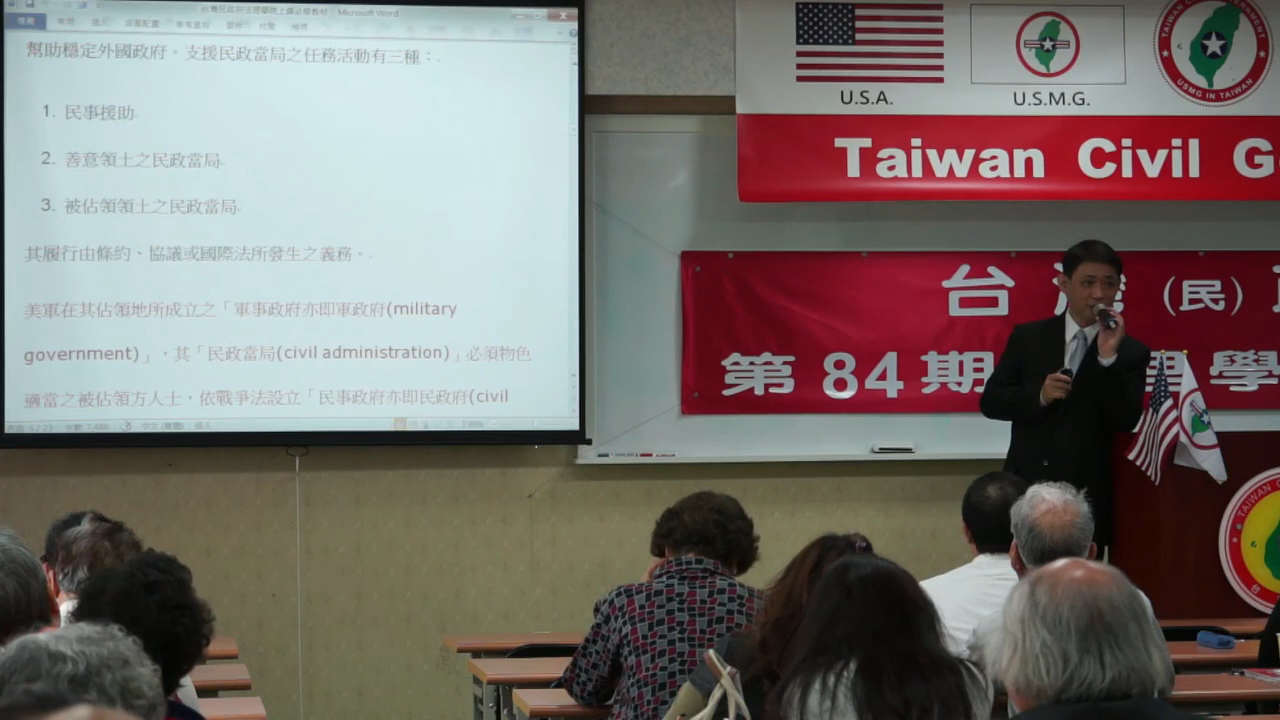 幫助穩定外國政府。支援民政當局之任務活動有三種：
1. 民事援助
2. 善意領土之民政當局
3. 被佔領領土之民政當局
其履行由條約、協議或國際法所發生之義務。
美軍在其佔領地所成立之「軍事政府亦即軍政府(military
government)」，其「民政當局(civil administration)」必須物色
適當之被佔領方人士，依戰爭法設立「民事政府亦即民政府(civil
U.S.A.
U.S.M.G.
USMG IN TAIWAN
Taiwan Civil G
台 （民）
第 84 期 學